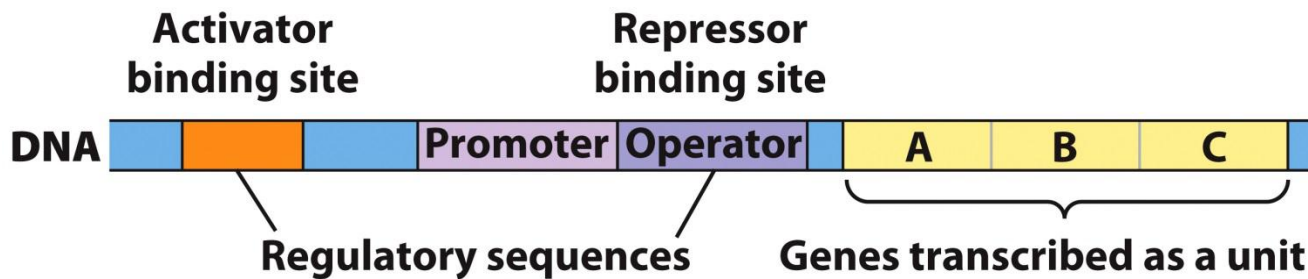 Activator
binding site
Repressor
binding site
DNA
Promoter
Operator
A
B
C
Regulatory sequences
Genes transcribed as a unit